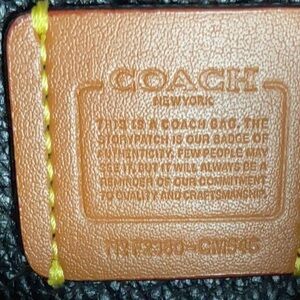 COACH
NEW YORK
THIS IS A COACH BAG. THE
STORYPATCH IS OUR BADGE OF
FEW PEOPLE MAY
SEE IT BUT IT WILL ALWAYS BE A
REMINDER OF OUR COMMITMENT
TO QUALITY AND CRAFTSMANSHIP.